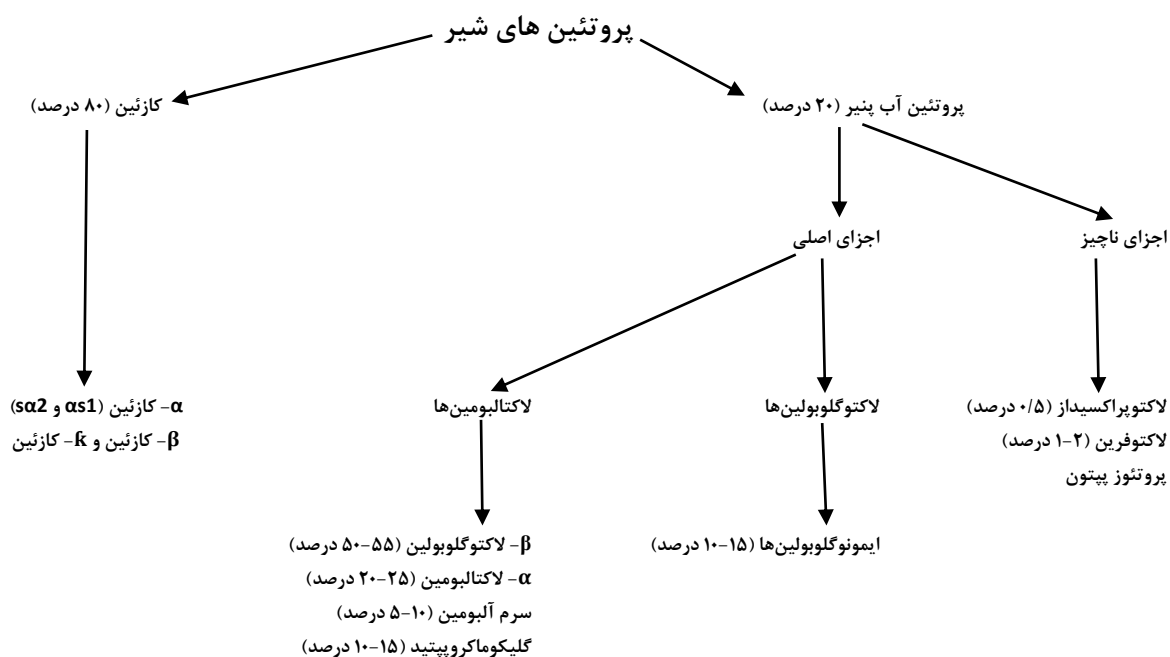 پروتئین های شیر
پروتئین آب پنیر (۲۰ درصد)
کازئین (۸۰ درصد)
اجزای ناچیز
اجزای اصلی
لاکتوپراکسیداز (۰/۵ درصد)
لاکتوفرین (۲-۱ درصد)
پروتئوز پپتون
لاکتوگلوبولین‌ها
لاکتالبومین‌ها
α- کازئین (αs1 و sα2)
β- کازئین و k- کازئین
ایمونوگلوبولین‌ها (۱۵-۱۰ درصد)
β- لاکتوگلوبولین (۵۵-۵۰ درصد)
α- لاکتالبومین (۲۵-۲۰ درصد)
سرم آلبومین (۱۰-۵ درصد)
گلیکوماکروپپتید (۱۵-۱۰ درصد)